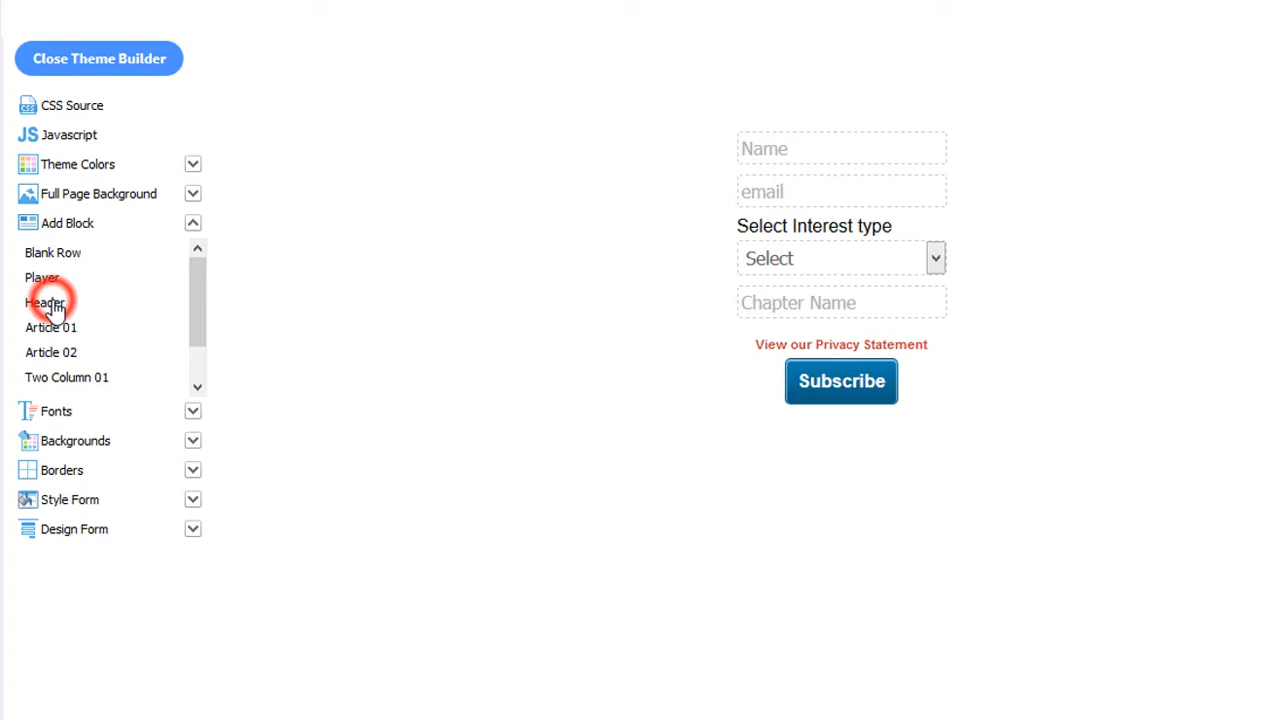 Close Theme Builder
CSS Source
JS Javascript
Theme Colors
Full Page Background
Add Block
Blank Row
Player
Header
Article 01
Article 02
Two Column 01
Fonts
Backgrounds
Borders
Style Form
Design Form
Name
email
Select Interest type
Select
Chapter Name
View our Privacy Statement
Subscribe